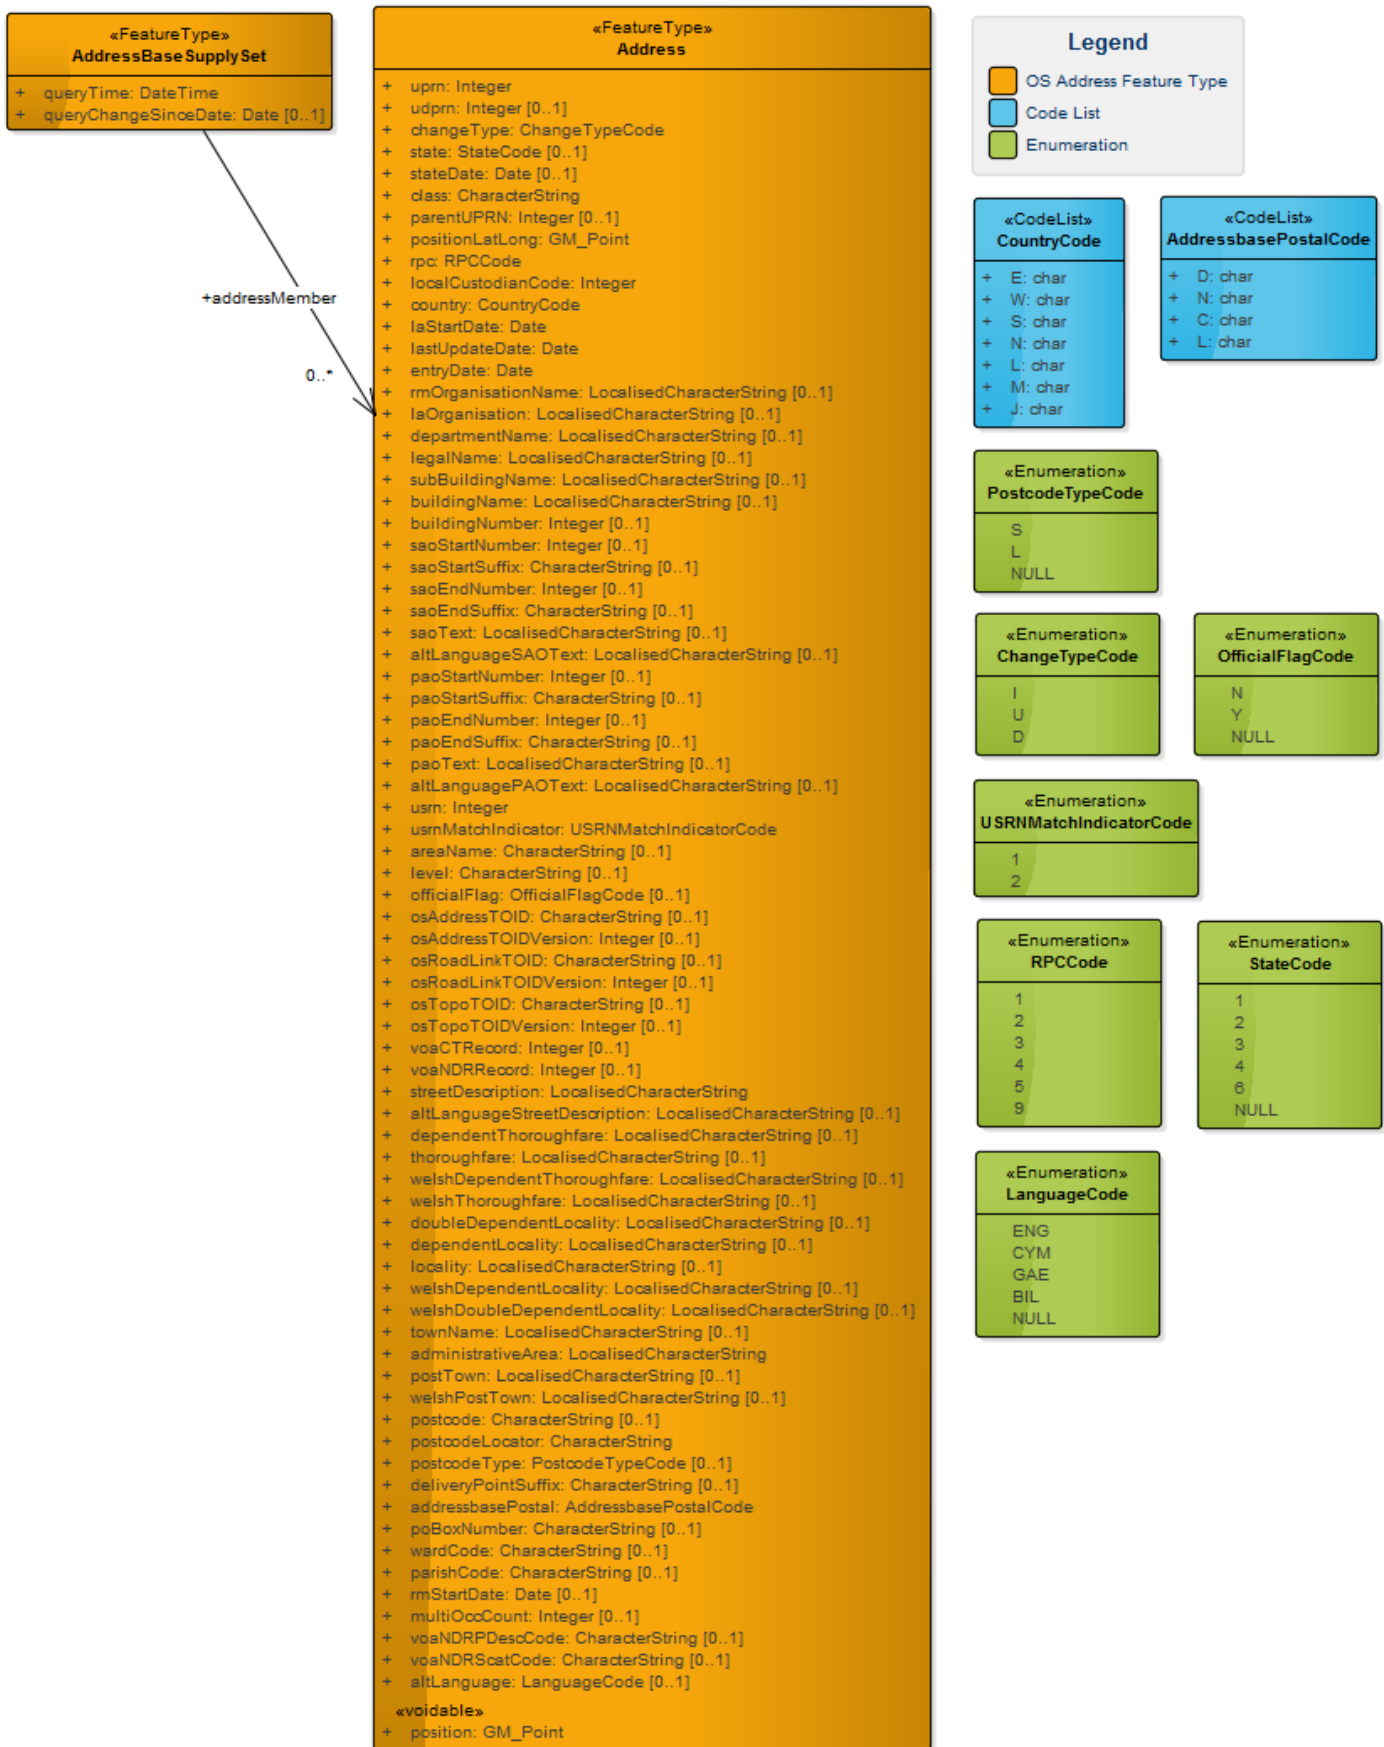 «FeatureType»
AddressBaseSupplySet
+ queryTime: DateTime
+ queryChangeSinceDate: Date [0..1]
+addressMember
0..*
«FeatureType»
Address
+ uprn: Integer
+ udprn: Integer [0..1]
+ changeType: ChangeTypeCode
+ state: StateCode [0..1]
+ stateDate: Date [0..1]
+ class: CharacterString
+ parentUPRN: Integer [0..1]
+ positionLatLong: GM_Point
+ rpc: RPCCode
+ localCustodianCode: Integer
+ country: CountryCode
+ laStartDate: Date
+ lastUpdateDate: Date
+ entryDate: Date
+ rmOrganisationName: LocalisedCharacterString [0..1]
+ laOrganisation: LocalisedCharacterString [0..1]
+ departmentName: LocalisedCharacterString [0..1]
+ legalName: LocalisedCharacterString [0..1]
+ subBuildingName: LocalisedCharacterString [0..1]
+ buildingName: LocalisedCharacterString [0..1]
+ buildingNumber: Integer [0..1]
+ saoStartNumber: Integer [0..1]
+ saoStartSuffix: CharacterString [0..1]
+ saoEndNumber: Integer [0..1]
+ saoEndSuffix: CharacterString [0..1]
+ saoText: LocalisedCharacterString [0..1]
+ altLanguageSAOText: LocalisedCharacterString [0..1]
+ paoStartNumber: Integer [0..1]
+ paoStartSuffix: CharacterString [0..1]
+ paoEndNumber: Integer [0..1]
+ paoEndSuffix: CharacterString [0..1]
+ paoText: LocalisedCharacterString [0..1]
+ altLanguagePAOText: LocalisedCharacterString [0..1]
+ usrn: Integer
+ usrnMatchIndicator: USRNMatchIndicatorCode
+ areaName: CharacterString [0..1]
+ level: CharacterString [0..1]
+ officialFlag: OfficialFlagCode [0..1]
+ osAddressTOID: CharacterString [0..1]
+ osAddressTOIDVersion: Integer [0..1]
+ osRoadLinkTOID: CharacterString [0..1]
+ osRoadLinkTOIDVersion: Integer [0..1]
+ osTopoTOID: CharacterString [0..1]
+ osTopoTOIDVersion: Integer [0..1]
+ voaCTRecord: Integer [0..1]
+ voaNDRRecord: Integer [0..1]
+ streetDescription: LocalisedCharacterString
+ altLanguageStreetDescription: LocalisedCharacterString [0..1]
+ dependentThoroughfare: LocalisedCharacterString [0..1]
+ thoroughfare: LocalisedCharacterString [0..1]
+ welshDependentThoroughfare: LocalisedCharacterString [0..1]
+ welshThoroughfare: LocalisedCharacterString [0..1]
+ doubleDependentLocality: LocalisedCharacterString [0..1]
+ dependentLocality: LocalisedCharacterString [0..1]
+ locality: LocalisedCharacterString [0..1]
+ welshDependentLocality: LocalisedCharacterString [0..1]
+ welshDoubleDependentLocality: LocalisedCharacterString [0..1]
+ townName: LocalisedCharacterString [0..1]
+ administrativeArea: LocalisedCharacterString
+ postTown: LocalisedCharacterString [0..1]
+ welshPostTown: LocalisedCharacterString [0..1]
+ postcode: CharacterString [0..1]
+ postcodeLocator: CharacterString
+ postcodeType: PostcodeTypeCode [0..1]
+ deliveryPointSuffix: CharacterString [0..1]
+ addressbasePostal: AddressbasePostalCode
+ poBoxNumber: CharacterString [0..1]
+ wardCode: CharacterString [0..1]
+ parishCode: CharacterString [0..1]
+ rmStartDate: Date [0..1]
+ multiOccCount: Integer [0..1]
+ voaNDRPDescCode: CharacterString [0..1]
+ voaNDRScatCode: CharacterString [0..1]
+ altLanguage: LanguageCode [0..1]
«voidable»
+ position: GM_Point
Legend
OS Address Feature Type
Code List
Enumeration
«CodeList»
CountryCode
+ E: char
+ W: char
+ S: char
+ N: char
+ L: char
+ M: char
+ J: char
«CodeList»
AddressbasePostalCode
+ D: char
+ N: char
+ C: char
+ L: char
«Enumeration»
PostcodeTypeCode
S
L
NULL
«Enumeration»
ChangeTypeCode
I
U
D
«Enumeration»
OfficialFlagCode
N
Y
NULL
«Enumeration»
USRNMatchIndicatorCode
1
2
«Enumeration»
RPCCode
1
2
3
4
5
9
«Enumeration»
StateCode
1
2
3
4
6
NULL
«Enumeration»
LanguageCode
ENG
CYM
GAE
BIL
NULL